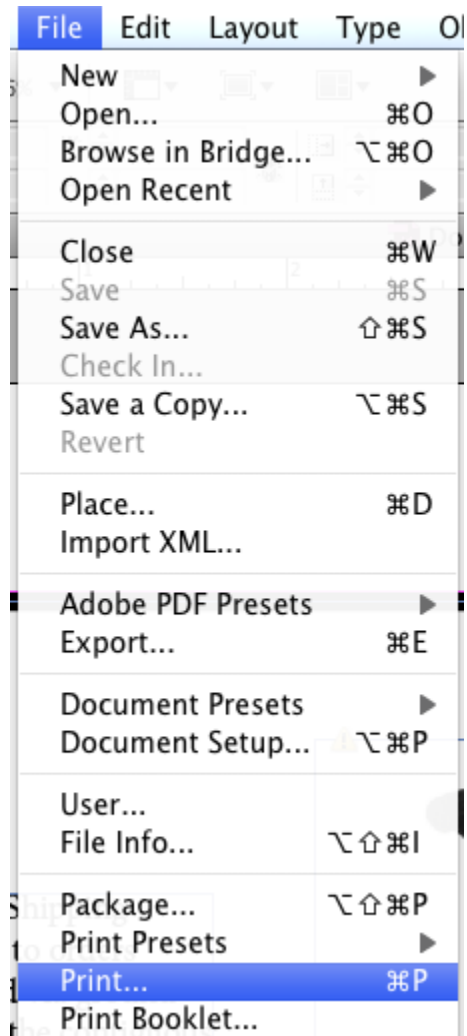 File Edit Layout Type
New ▶
Open... ⌘O
Browse in Bridge... ⌥⌘O
Open Recent ▶
Close ⌘W
Save ⌘S
Save As... ⇧⌘S
Check In...
Save a Copy... ⌥⌘S
Revert
Place... ⌘D
Import XML...
Adobe PDF Presets ▶
Export... ⌘E
Document Presets ▶
Document Setup... ⌥⌘P
User...
File Info... ⌥⇧⌘I
Package... ⌥⇧⌘P
Print Presets ▶
Print... ⌘P
Print Booklet...